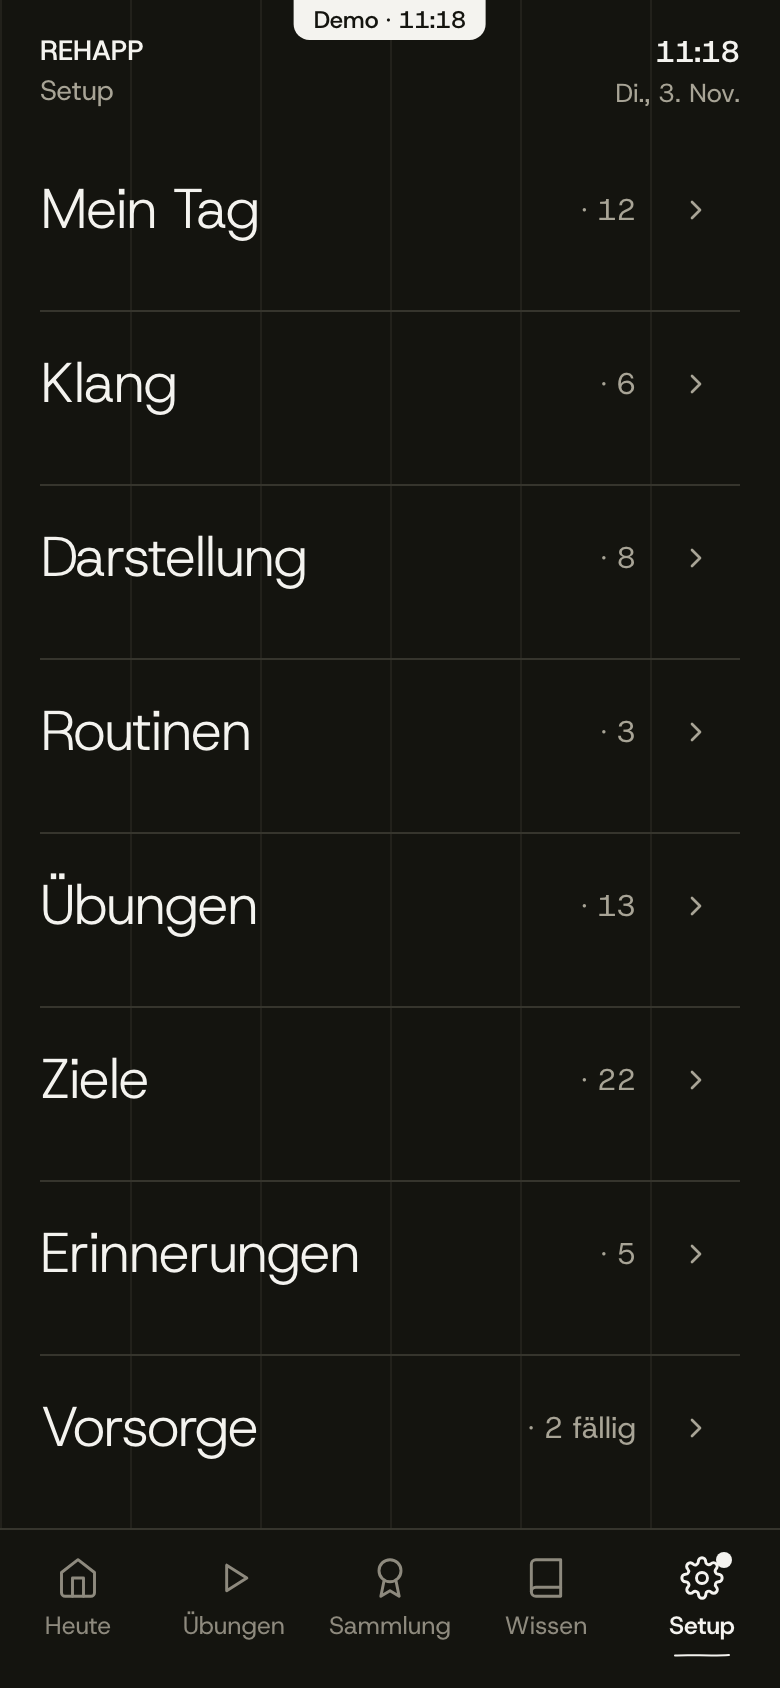 Demo · 11:18
REHAPP
11:18
Setup
Di., 3. Nov.
Mein Tag · 12
Klang · 6
Darstellung · 8
Routinen · 3
Übungen · 13
Ziele · 22
Erinnerungen · 5
Vorsorge · 2 fällig
Heute Übungen Sammlung Wissen Setup